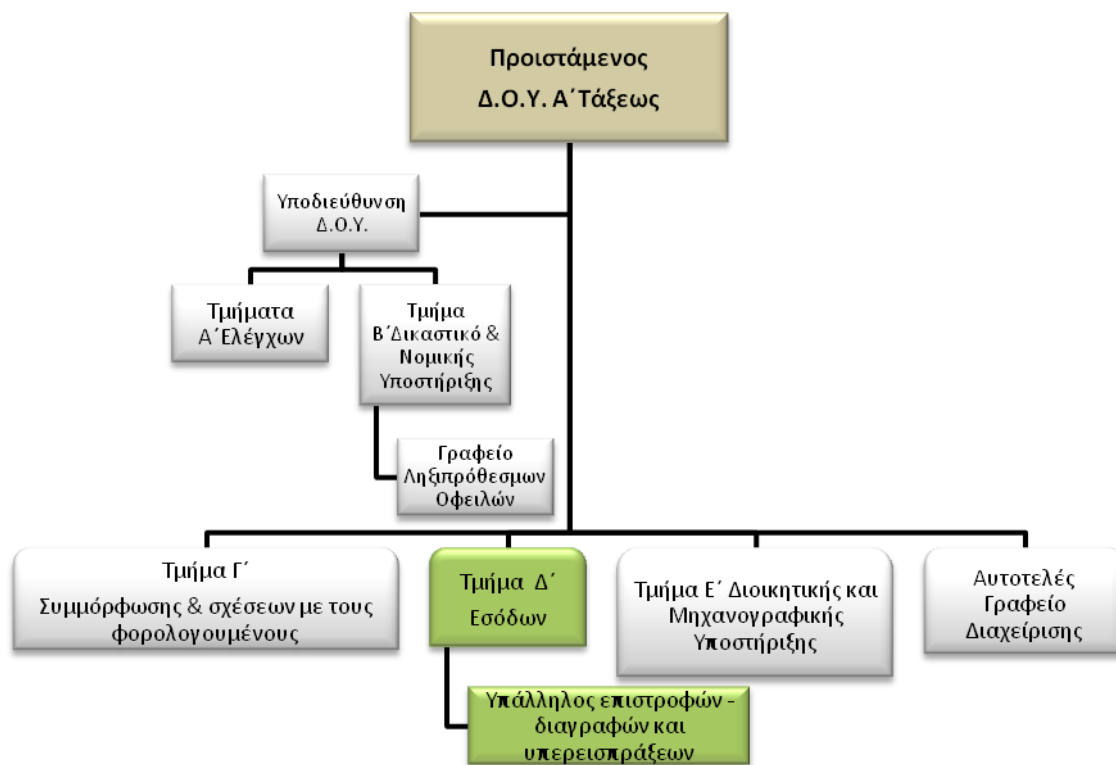 Προιστάμενος
Δ.Ο.Υ. Α΄Τάξεως
Υποδιεύθυνση
Δ.Ο.Υ.
Τμήματα
Α΄Ελέγχων
Τμήμα
Β΄Δικαστικό &
Νομικής
Υποστήριξης
Γραφείο
Ληξιπρόθεσμων
Οφειλών
Τμήμα Γ΄
Συμμόρφωσης & σχέσεων με τους
φορολογουμένους
Τμήμα Δ΄
Εσόδων
Τμήμα Ε΄ Διοικητικής και
Μηχανογραφικής
Υποστήριξης
Αυτοτελές
Γραφείο
Διαχείρισης
Υπάλληλος επιστροφών -
διαγραφών και
υπερεισπράξεων